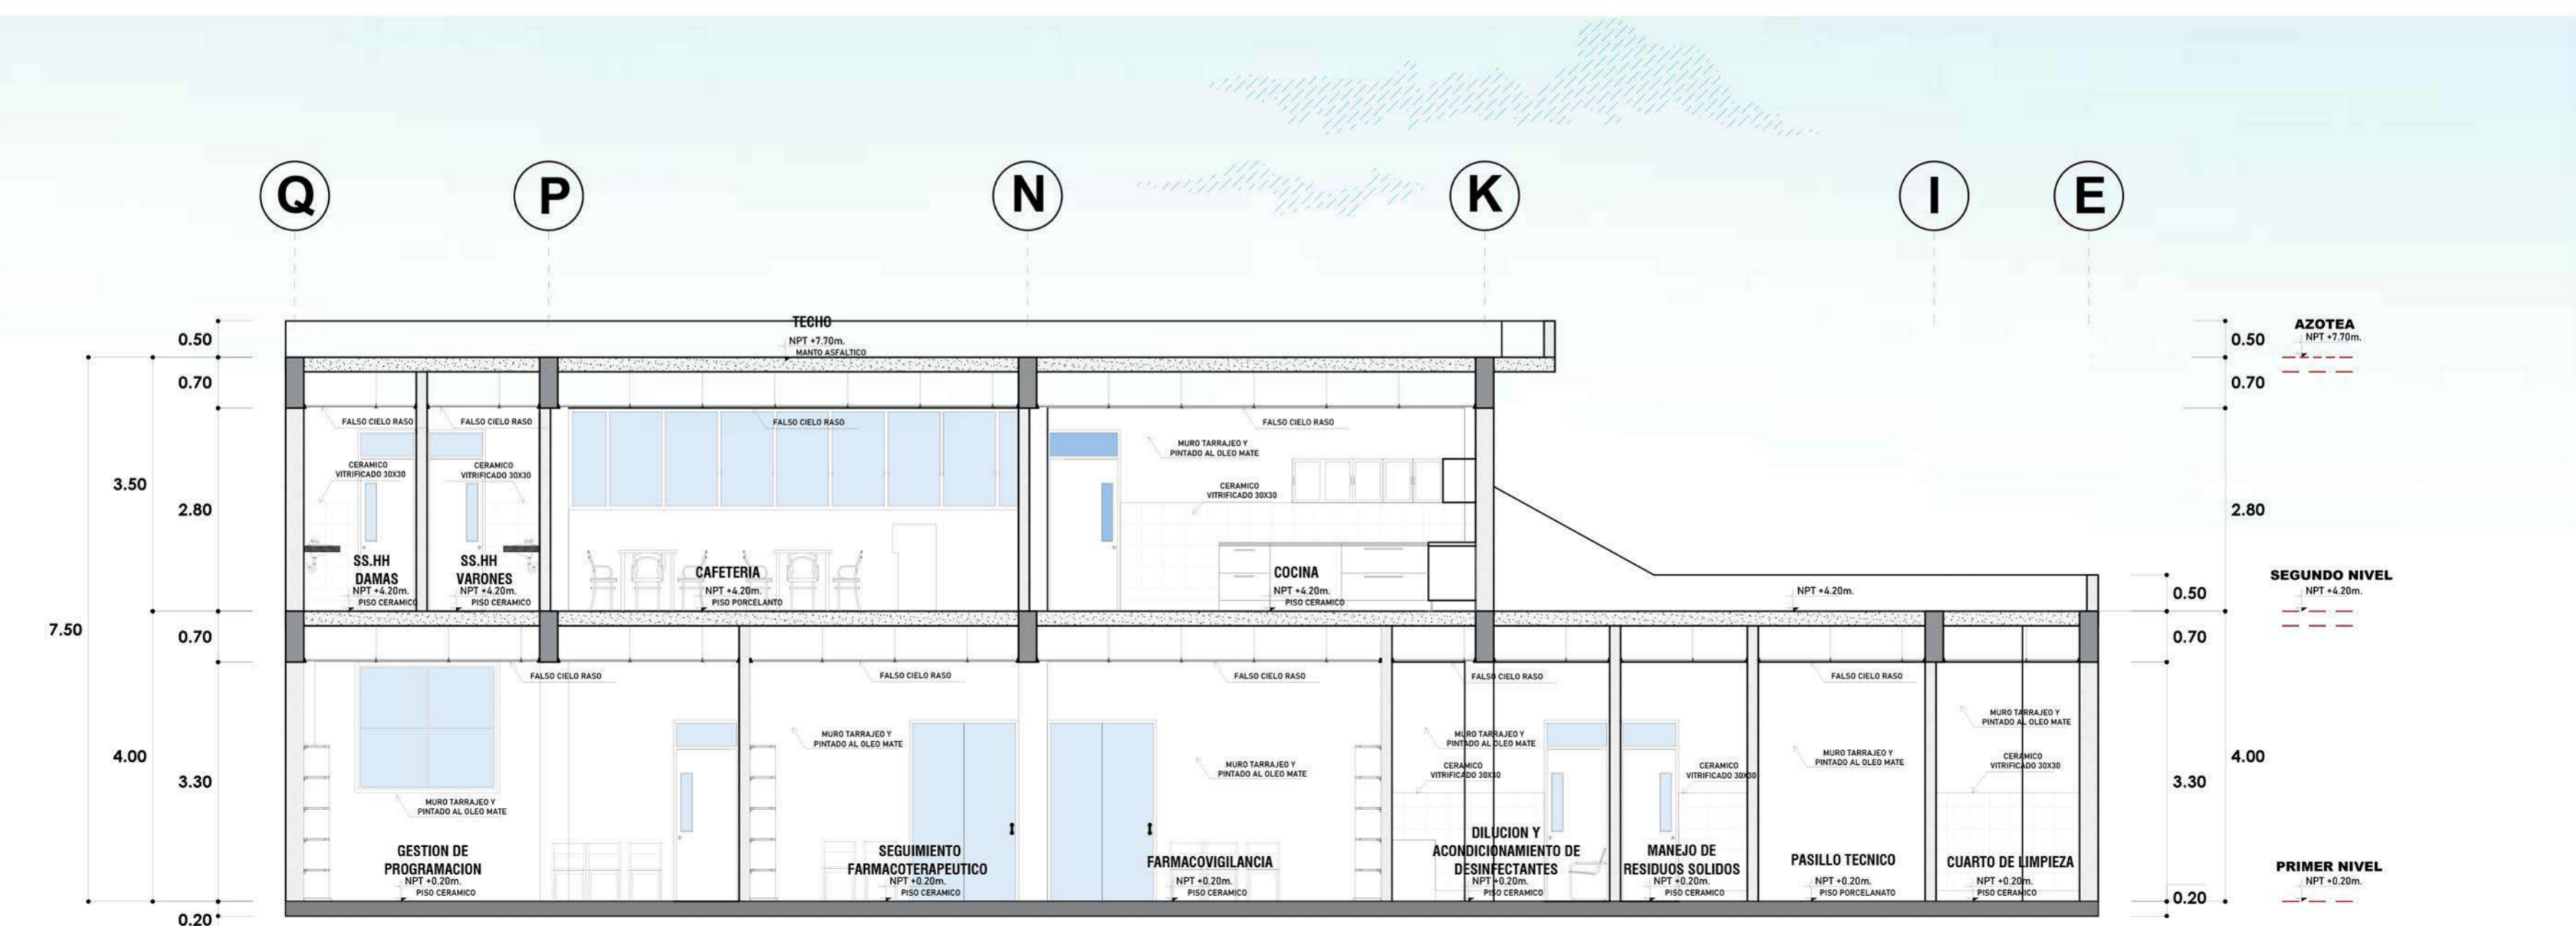 Q
P
N
K
I
E
TECHO
NPT +7.70m.
MANTO ASFALTICO
AZOTEA
NPT +7.70m.
0.50
0.70
0.50
0.70
FALSO CIELO RASO
FALSO CIELO RASO
FALSO CIELO RASO
FALSO CIELO RASO
MURO TARRAJEO Y
PINTADO AL OLEO MATE
CERAMICO
VITRIFICADO 30X30
CERAMICO
VITRIFICADO 30X30
CERAMICO
VITRIFICADO 30X30
3.50
2.80
2.80
SS.HH
DAMAS
NPT +4.20m.
PISO CERAMICO
SS.HH
VARONES
NPT +4.20m.
PISO CERAMICO
CAFETERIA
NPT +4.20m.
PISO PORCELANTO
COCINA
NPT +4.20m.
PISO CERAMICO
NPT +4.20m.
0.50
SEGUNDO NIVEL
NPT +4.20m.
7.50
0.70
0.70
FALSO CIELO RASO
FALSO CIELO RASO
FALSO CIELO RASO
FALSO CIELO RASO
FALSO CIELO RASO
MURO TARRAJEO Y
PINTADO AL OLEO MATE
MURO TARRAJEO Y
PINTADO AL OLEO MATE
MURO TARRAJEO Y
PINTADO AL OLEO MATE
MURO TARRAJEO Y
PINTADO AL OLEO MATE
MURO TARRAJEO Y
PINTADO AL OLEO MATE
MURO TARRAJEO Y
PINTADO AL OLEO MATE
CERAMICO
VITRIFICADO 30X30
CERAMICO
VITRIFICADO 30X30
CERAMICO
VITRIFICADO 30X30
4.00
3.30
4.00
3.30
GESTION DE
PROGRAMACION
NPT +0.20m.
PISO CERAMICO
SEGUIMIENTO
FARMACOTERAPEUTICO
NPT +0.20m.
PISO CERAMICO
FARMACOVIGILANCIA
NPT +0.20m.
PISO CERAMICO
DILUCION Y
ACONDICIONAMIENTO DE
DESINFECTANTES
NPT +0.20m.
PISO CERAMICO
MANEJO DE
RESIDUOS SOLIDOS
NPT +0.20m.
PISO CERAMICO
PASILLO TECNICO
NPT +0.20m.
PISO PORCELANATO
CUARTO DE LIMPIEZA
NPT +0.20m.
PISO CERAMICO
PRIMER NIVEL
NPT +0.20m.
0.20
0.20